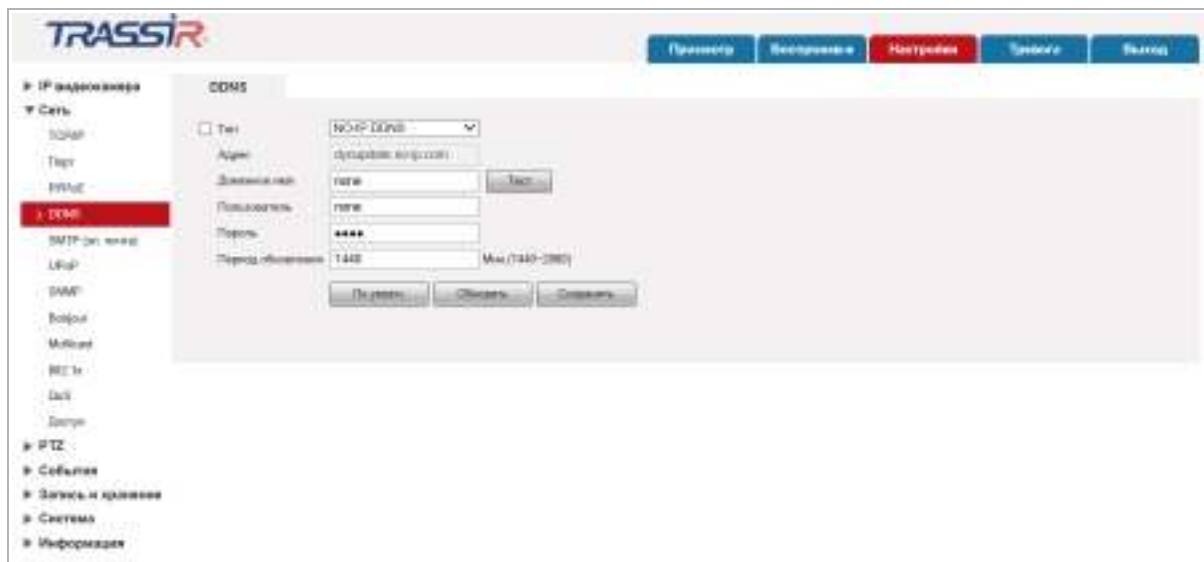 TRASSIR
Просмотр
Воспроизв-е
Настройки
Тревога
Выход
IP видеокамера
Сеть
TCP/IP
Порт
PPPoE
DDNS
SMTP (эл. почта)
UPnP
SNMP
Bonjour
Multicast
802.1x
QoS
Доступ
PTZ
События
Запись и хранение
Система
Информация
DDNS
Тип
NO-IP DDNS
Адрес
dynupdate.no-ip.com
Доменное имя
none
Тест
Пользователь
none
Пароль
••••
Период обновления
1440
Мин.(1440~2880)
По умолч.
Обновить
Сохранить